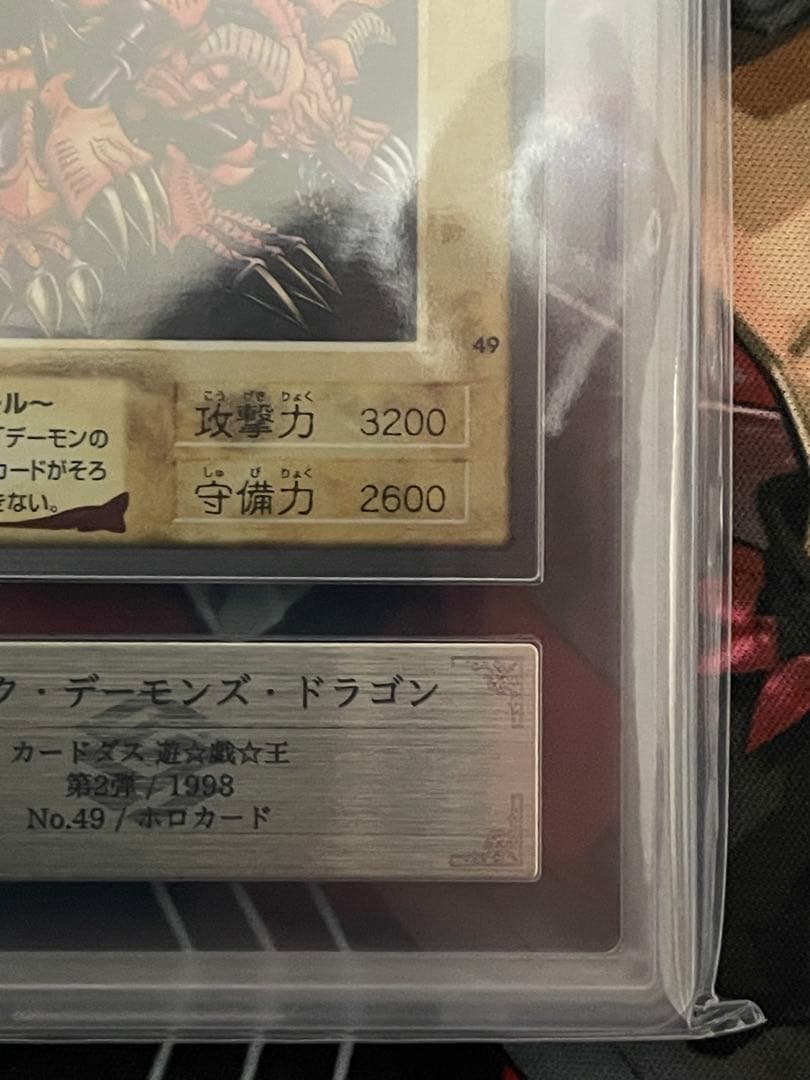 49
ル〜
「デーモンの
カードがそろ
きない。
こう げき りょく
攻撃力 3200
しゅ び りょく
守備力 2600
ク・デーモンズ・ドラゴン
カードダス 遊☆戯☆王
第2弾 / 1998
No.49 / ホロカード